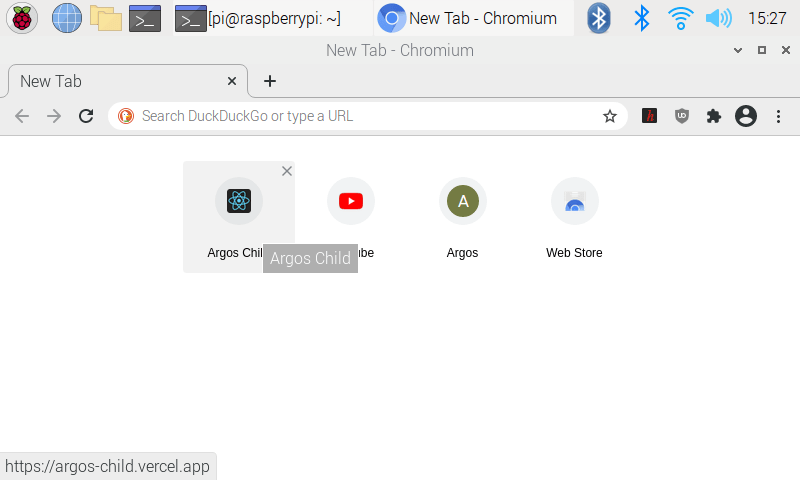 [pi@raspberrypi: ~] New Tab - Chromium 15:27
New Tab - Chromium
New Tab
Search DuckDuckGo or type a URL
A
Argos Chil ube Argos Web Store
Argos Child
https://argos-child.vercel.app